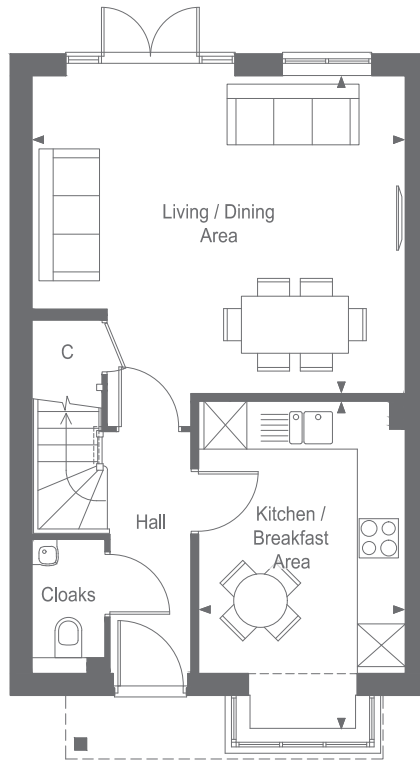 Living / Dining
Area
C
Hall
Kitchen /
Breakfast
Area
Cloaks